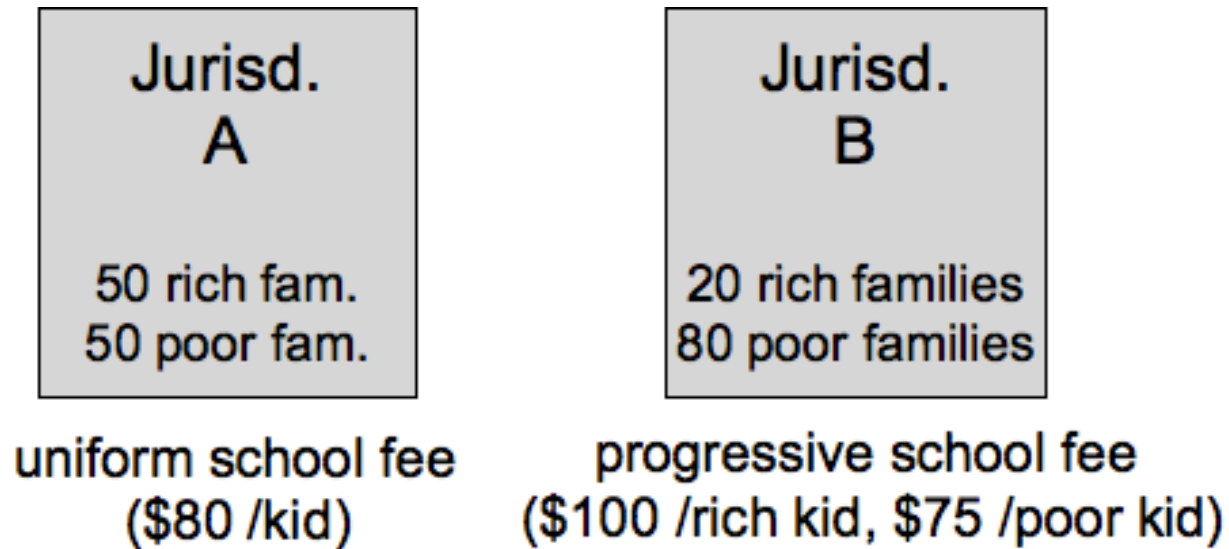 Jurisd.
A
50 rich fam.
50 poor fam.
uniform school fee
($80 /kid)
Jurisd.
B
20 rich families
80 poor families
progressive school fee
($100 /rich kid, $75 /poor kid)